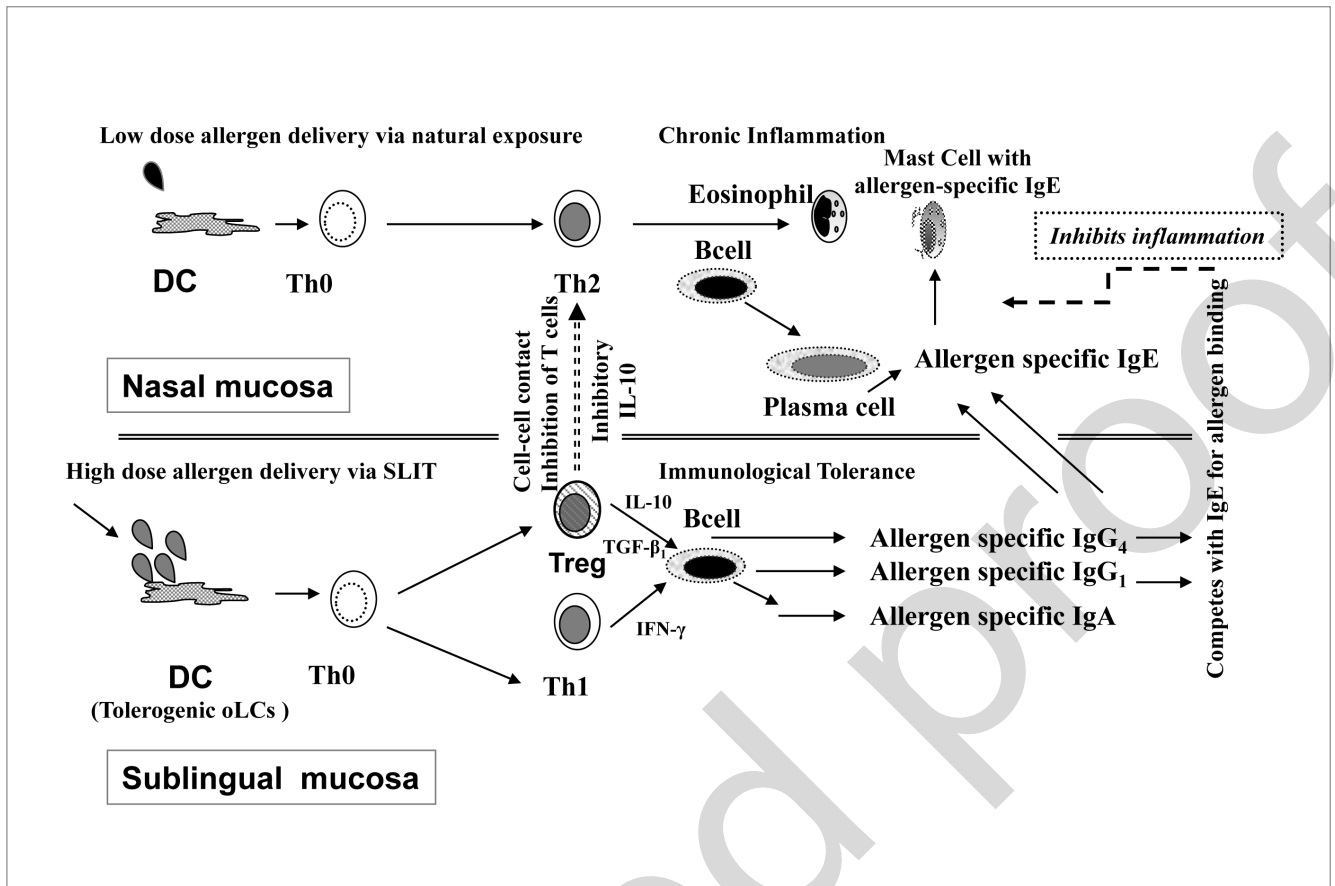 Low dose allergen delivery via natural exposure
Chronic Inflammation
Mast Cell with
allergen-specific IgE
Eosinophil
Inhibits inflammation
Bcell
DC
Th0
Th2
Allergen specific IgE
Nasal mucosa
Plasma cell
Cell-cell contact
Inhibition of T cells
Inhibitory
IL-10
Competes with IgE for allergen binding
High dose allergen delivery via SLIT
Immunological Tolerance
IL-10
Bcell
TGF-β₁
Treg
Allergen specific IgG₄
Allergen specific IgG₁
Allergen specific IgA
IFN-γ
DC
(Tolerogenic oLCs )
Th0
Th1
Sublingual mucosa
d proof